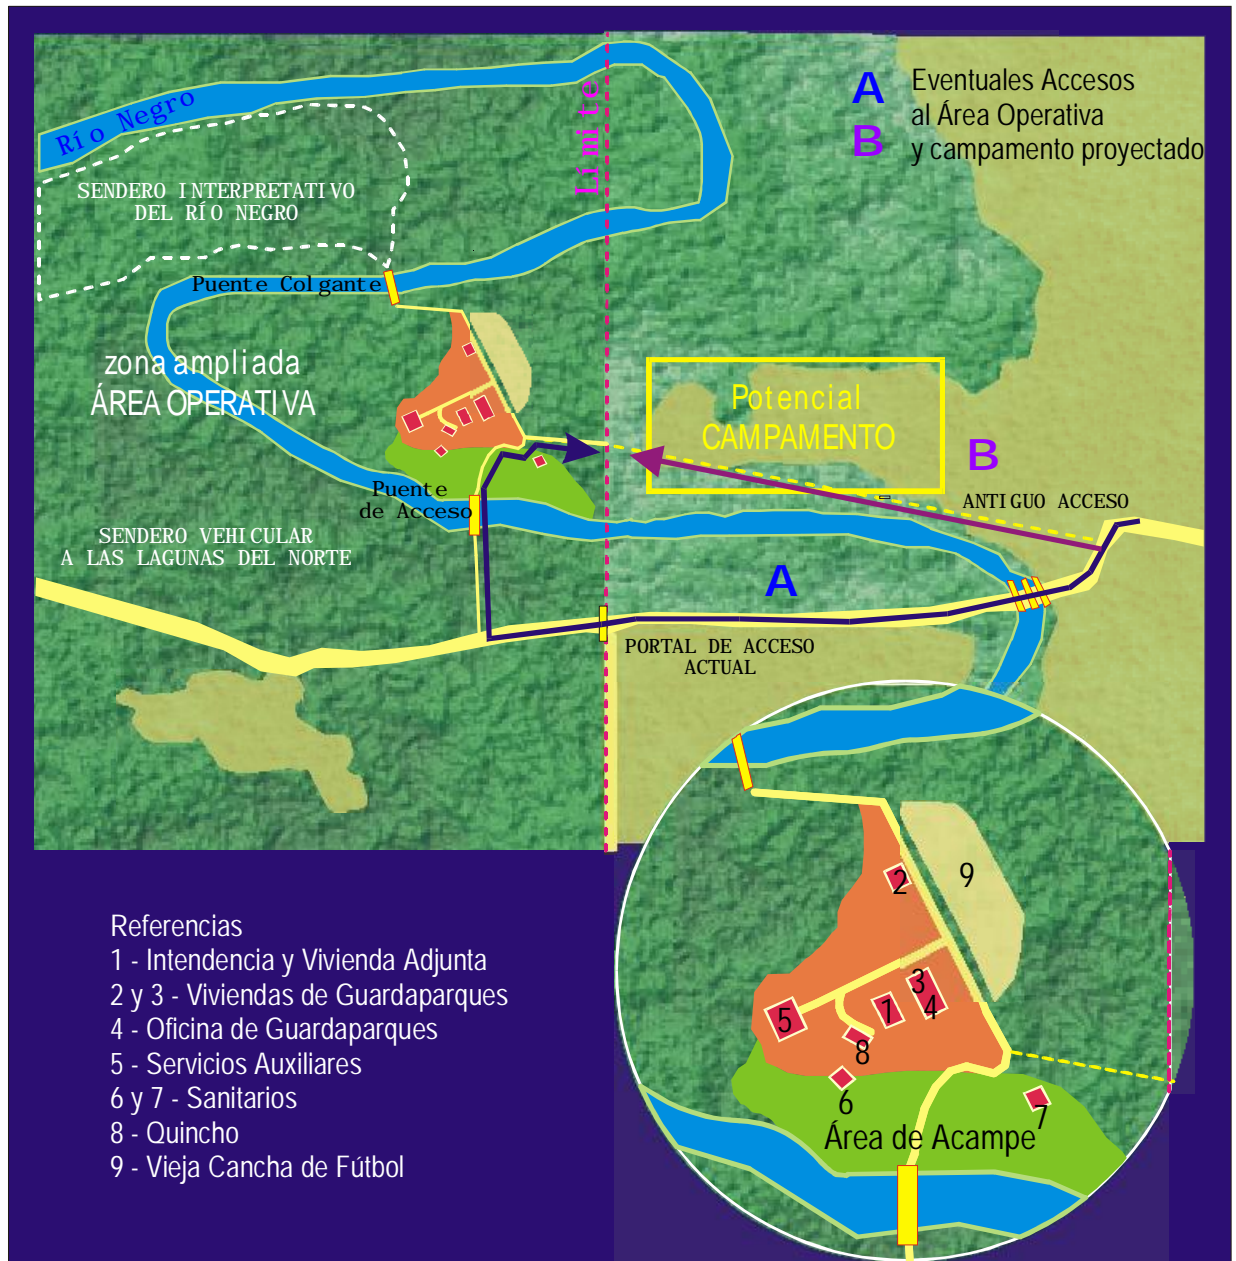 Río Negro
Límite
A
B
Eventuales Accesos
al Área Operativa
y campamento proyectado
SENDERO INTERPRETATIVO
DEL RÍO NEGRO
Puente Colgante
zona ampliada
ÁREA OPERATIVA
Potencial
CAMPAMENTO
B
ANTIGUO ACCESO
Puente
de Acceso
SENDERO VEHICULAR
A LAS LAGUNAS DEL NORTE
A
PORTAL DE ACCESO
ACTUAL
2
9
3
4
1
5
8
6
7
Área de Acampe
Referencias
1 - Intendencia y Vivienda Adjunta
2 y 3 - Viviendas de Guardaparques
4 - Oficina de Guardaparques
5 - Servicios Auxiliares
6 y 7 - Sanitarios
8 - Quincho
9 - Vieja Cancha de Fútbol